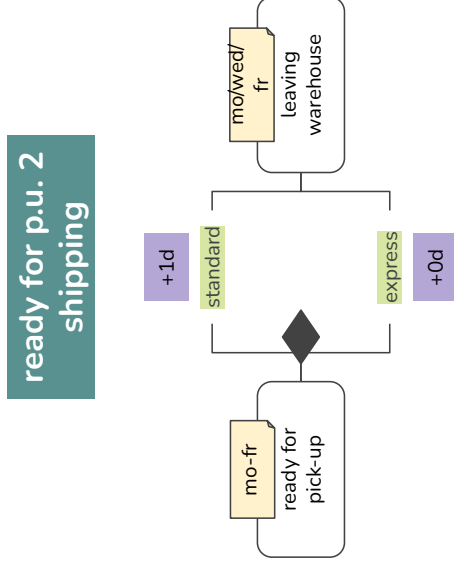 ready for p.u. 2
shipping
mo-fr
ready for
pick-up
+1d
standard
express
+0d
mo/wed/
fr
leaving
warehouse